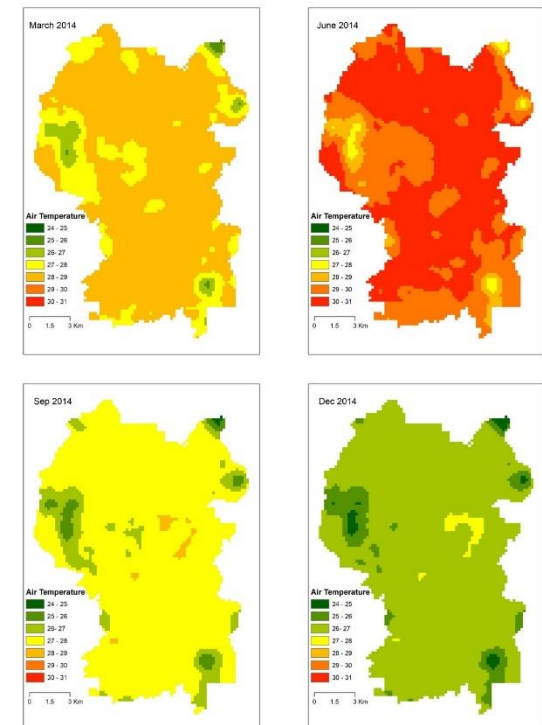 March 2014
Air Temperature
24 - 25
25 - 26
26 - 27
27 - 28
28 - 29
29 - 30
30 - 31
0 1.5 3 Km
June 2014
Air Temperature
24 - 25
25 - 26
26 - 27
27 - 28
28 - 29
29 - 30
30 - 31
0 1.5 3 Km
Sep 2014
Air Temperature
24 - 25
25 - 26
26 - 27
27 - 28
28 - 29
29 - 30
30 - 31
0 1.5 3 Km
Dec 2014
Air Temperature
24 - 25
25 - 26
26 - 27
27 - 28
28 - 29
29 - 30
30 - 31
0 1.5 3 Km